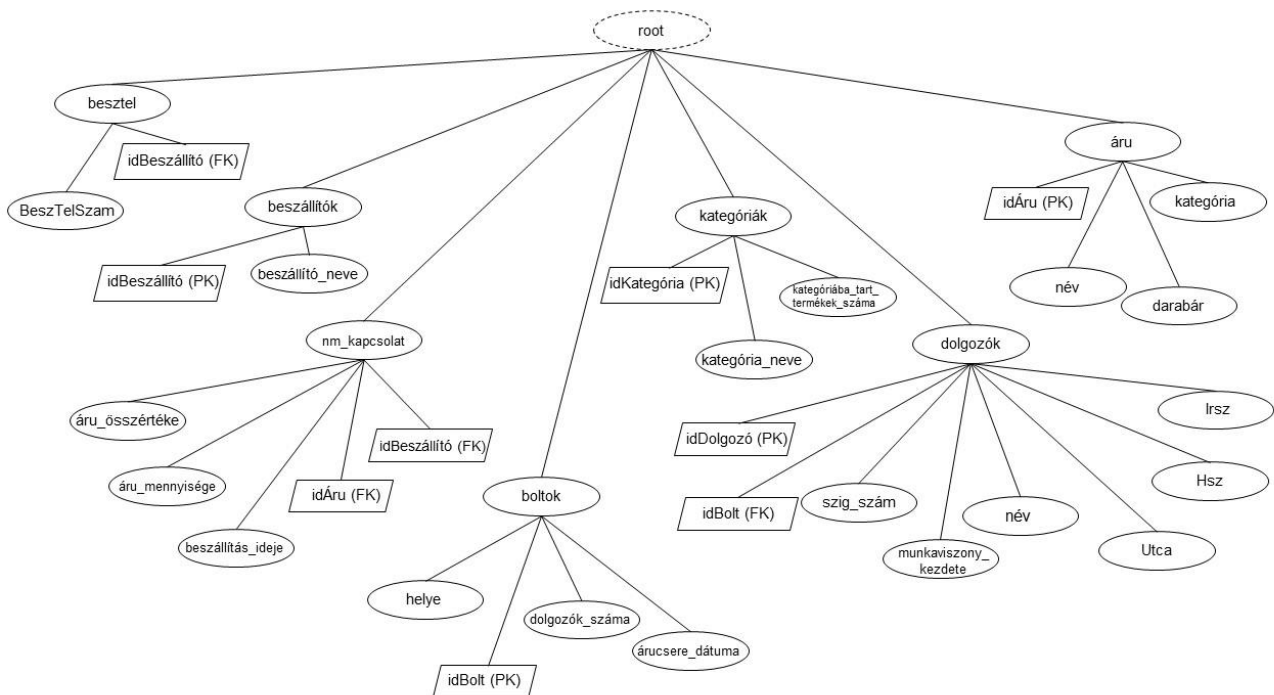 root
besztel
idBeszállító (FK)
BeszTelSzam
beszállítók
idBeszállító (PK)
beszállító_neve
nm_kapcsolat
áru_összértéke
áru_mennyisége
beszállítás_ideje
idÁru (FK)
idBeszállító (FK)
boltok
helye
idBolt (PK)
dolgozók_száma
árucsere_dátuma
kategóriák
idKategória (PK)
kategória_neve
kategóriába_tart_
termékek_száma
dolgozók
idDolgozó (PK)
idBolt (FK)
szig_szám
munkaviszony_
kezdete
név
Utca
Hsz
Irsz
áru
idÁru (PK)
név
darabár
kategória